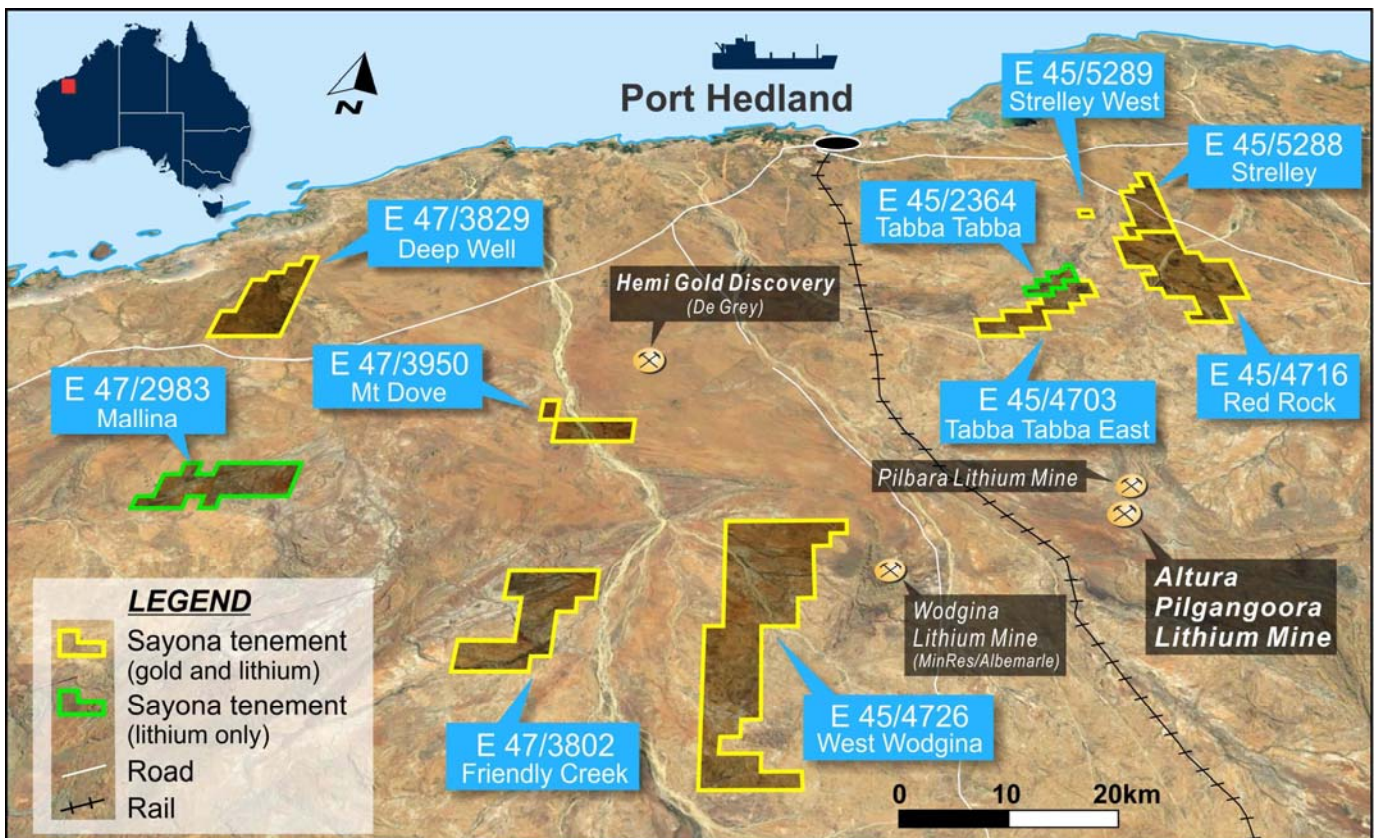 N
Port Hedland
E 45/5289
Strelley West
E 45/5288
Strelley
E 45/2364
Tabba Tabba
E 47/3829
Deep Well
Hemi Gold Discovery
(De Grey)
E 47/3950
Mt Dove
E 47/2983
Mallina
E 45/4703
Tabba Tabba East
E 45/4716
Red Rock
Pilbara Lithium Mine
Altura
Pilgangoora
Lithium Mine
Wodgina
Lithium Mine
(MinRes/Albemarle)
E 47/3802
Friendly Creek
E 45/4726
West Wodgina
LEGEND
Sayona tenement
(gold and lithium)
Sayona tenement
(lithium only)
Road
Rail
0 10 20km